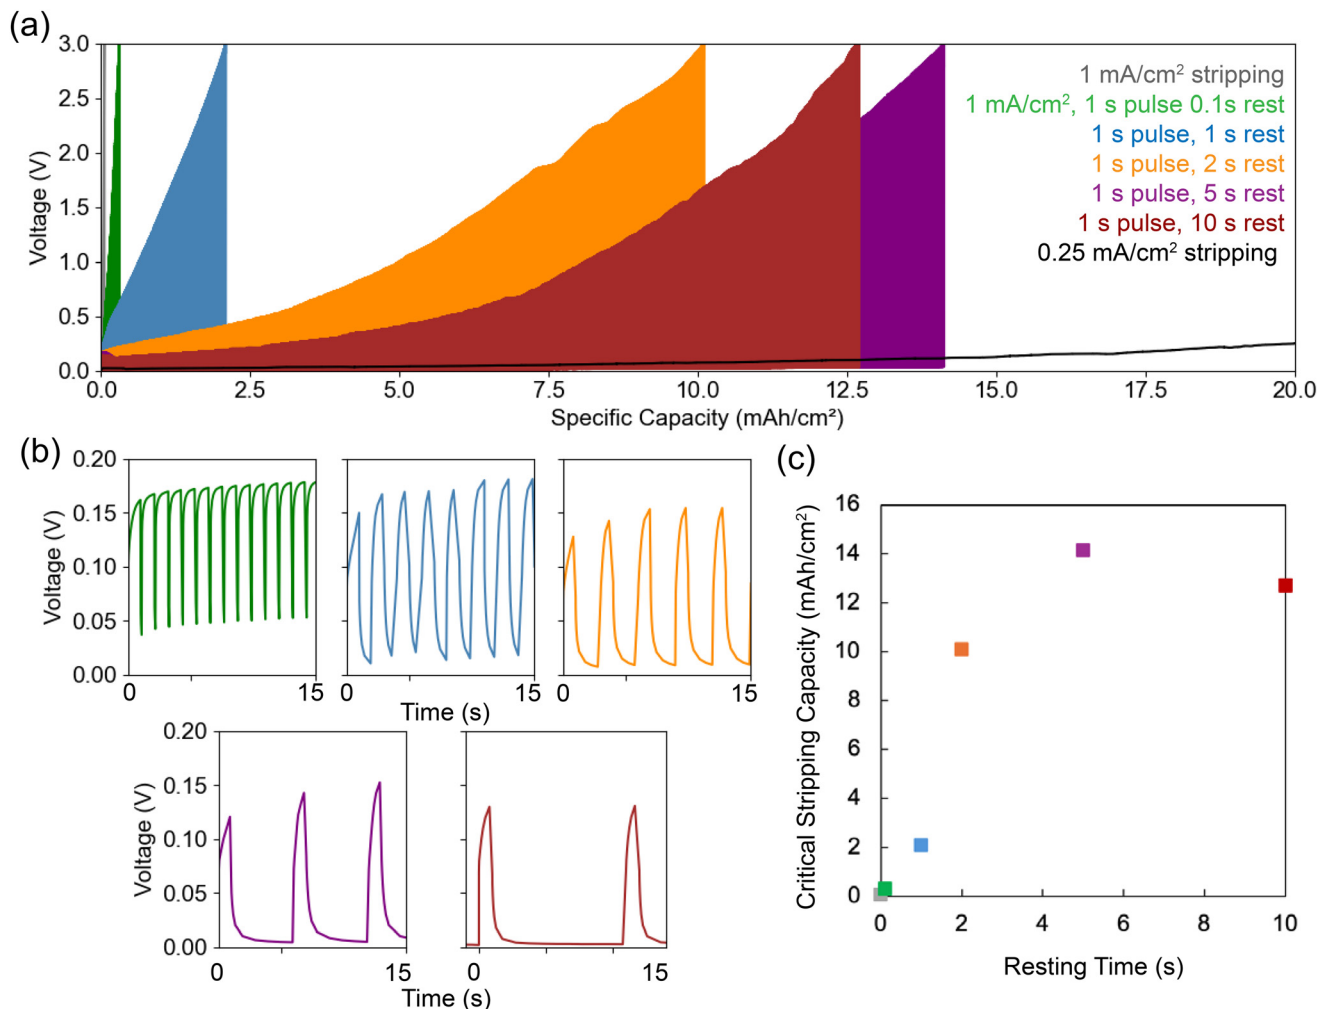 (a)
3.0
2.5
2.0
1.5
1.0
0.5
0.0
Voltage (V)
1 mA/cm² stripping
1 mA/cm², 1 s pulse 0.1s rest
1 s pulse, 1 s rest
1 s pulse, 2 s rest
1 s pulse, 5 s rest
1 s pulse, 10 s rest
0.25 mA/cm² stripping
0.0 2.5 5.0 7.5 10.0 12.5 15.0 17.5 20.0
Specific Capacity (mAh/cm²)
(b)
0.20
0.15
0.10
0.05
0.00
Voltage (V)
0 15 0 15 0 15
Time (s)
0.20
0.15
0.10
0.05
0.00
Voltage (V)
0 15 0 15
Time (s)
(c)
16
14
12
10
8
6
4
2
0
Critical Stripping Capacity (mAh/cm²)
0 2 4 6 8 10
Resting Time (s)